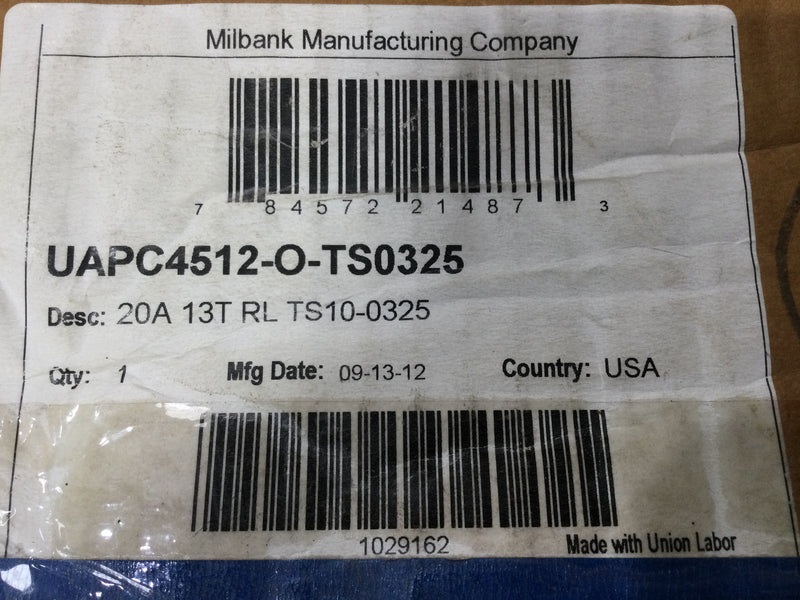 Milbank Manufacturing Company
7 84572 21487 3
UAPC4512-O-TS0325
Desc: 20A 13T RL TS10-0325
Qty: 1 Mfg Date: 09-13-12 Country: USA
1029162 Made with Union Labor